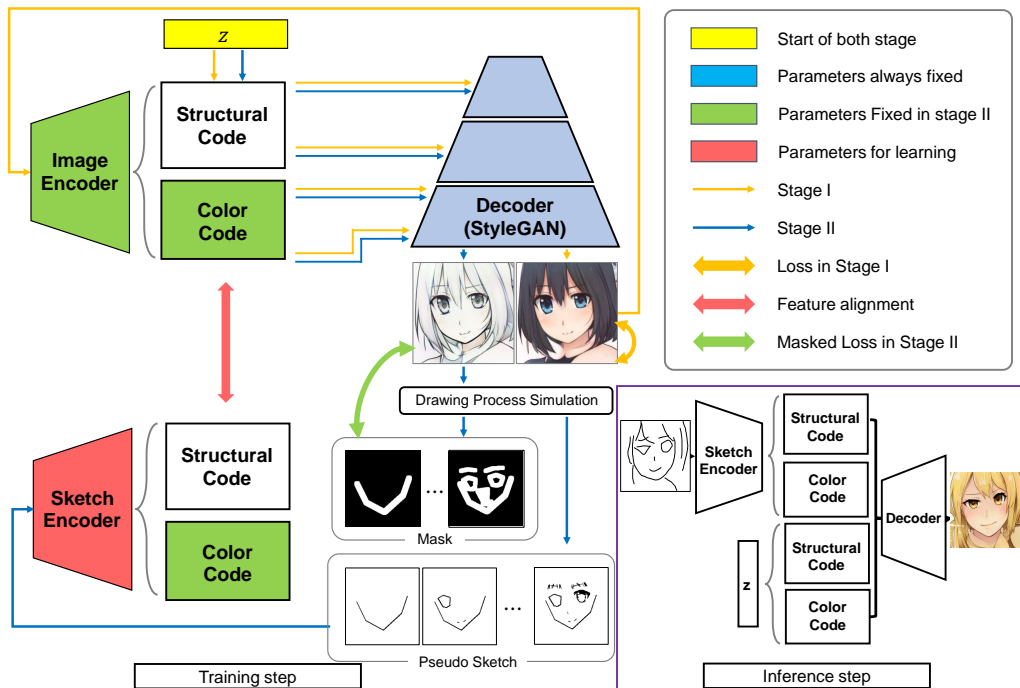 z
Structural
Code
Image
Encoder
Color
Code
Decoder
(StyleGAN)
Start of both stage
Parameters always fixed
Parameters Fixed in stage II
Parameters for learning
Stage I
Stage II
Loss in Stage I
Feature alignment
Masked Loss in Stage II
Drawing Process Simulation
...
Mask
Structural
Code
Sketch
Encoder
Color
Code
...
Pseudo Sketch
Training step
Sketch
Encoder
Structural
Code
Color
Code
Decoder
z
Structural
Code
Color
Code
Inference step